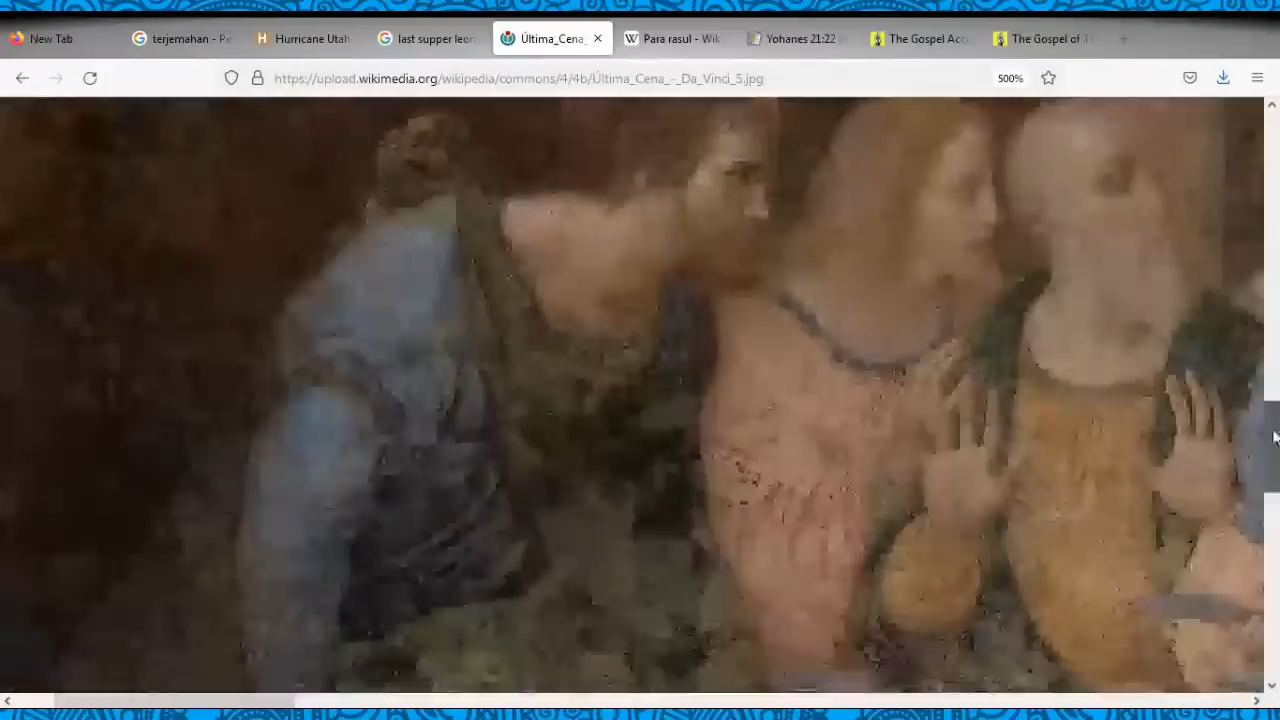 New Tab
terjemahan - Pe
Hurricane Utah
last supper leon
Última_Cena_
Para rasul - Wik
Yohanes 21:22
The Gospel Acc
The Gospel of T
https://upload.wikimedia.org/wikipedia/commons/4/4b/Última_Cena_-_Da_Vinci_5.jpg
500%